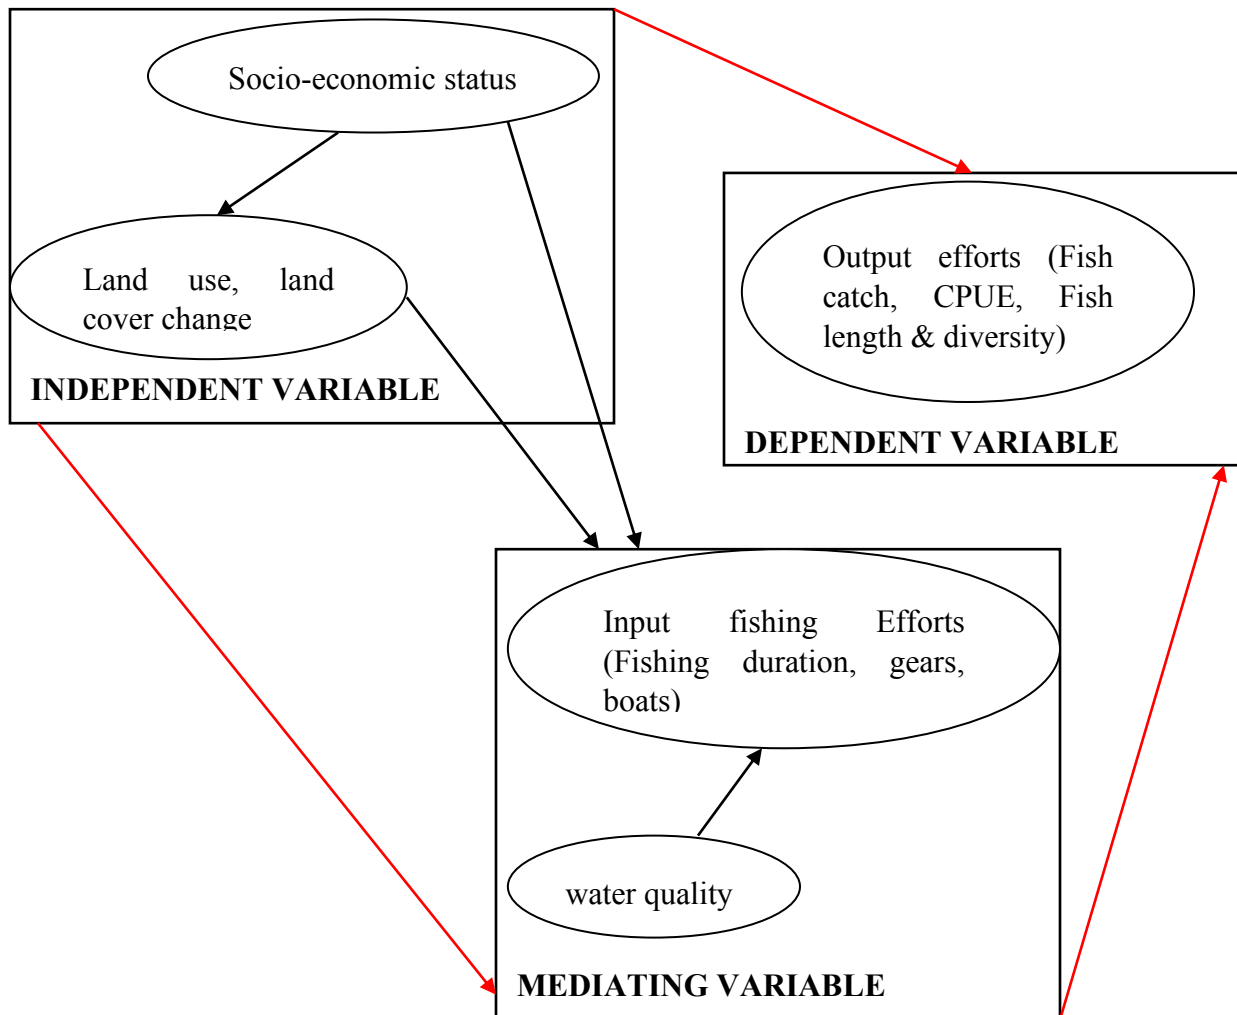 Socio-economic status
Land use, land
cover change
INDEPENDENT VARIABLE
Output efforts (Fish
catch, CPUE, Fish
length & diversity)
DEPENDENT VARIABLE
Input fishing Efforts
(Fishing duration, gears,
boats)
water quality
MEDIATING VARIABLE